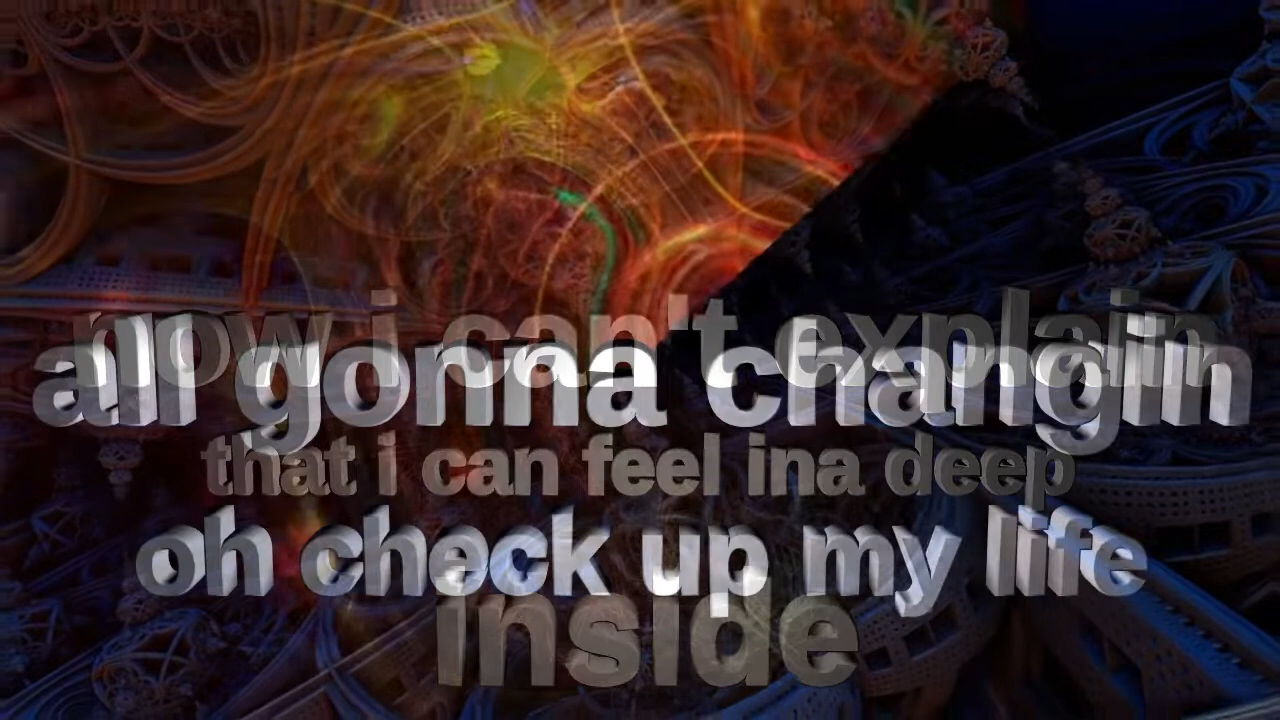 now i can't explain
all gonna changin
that i can feel ina deep
oh check up my life
inside